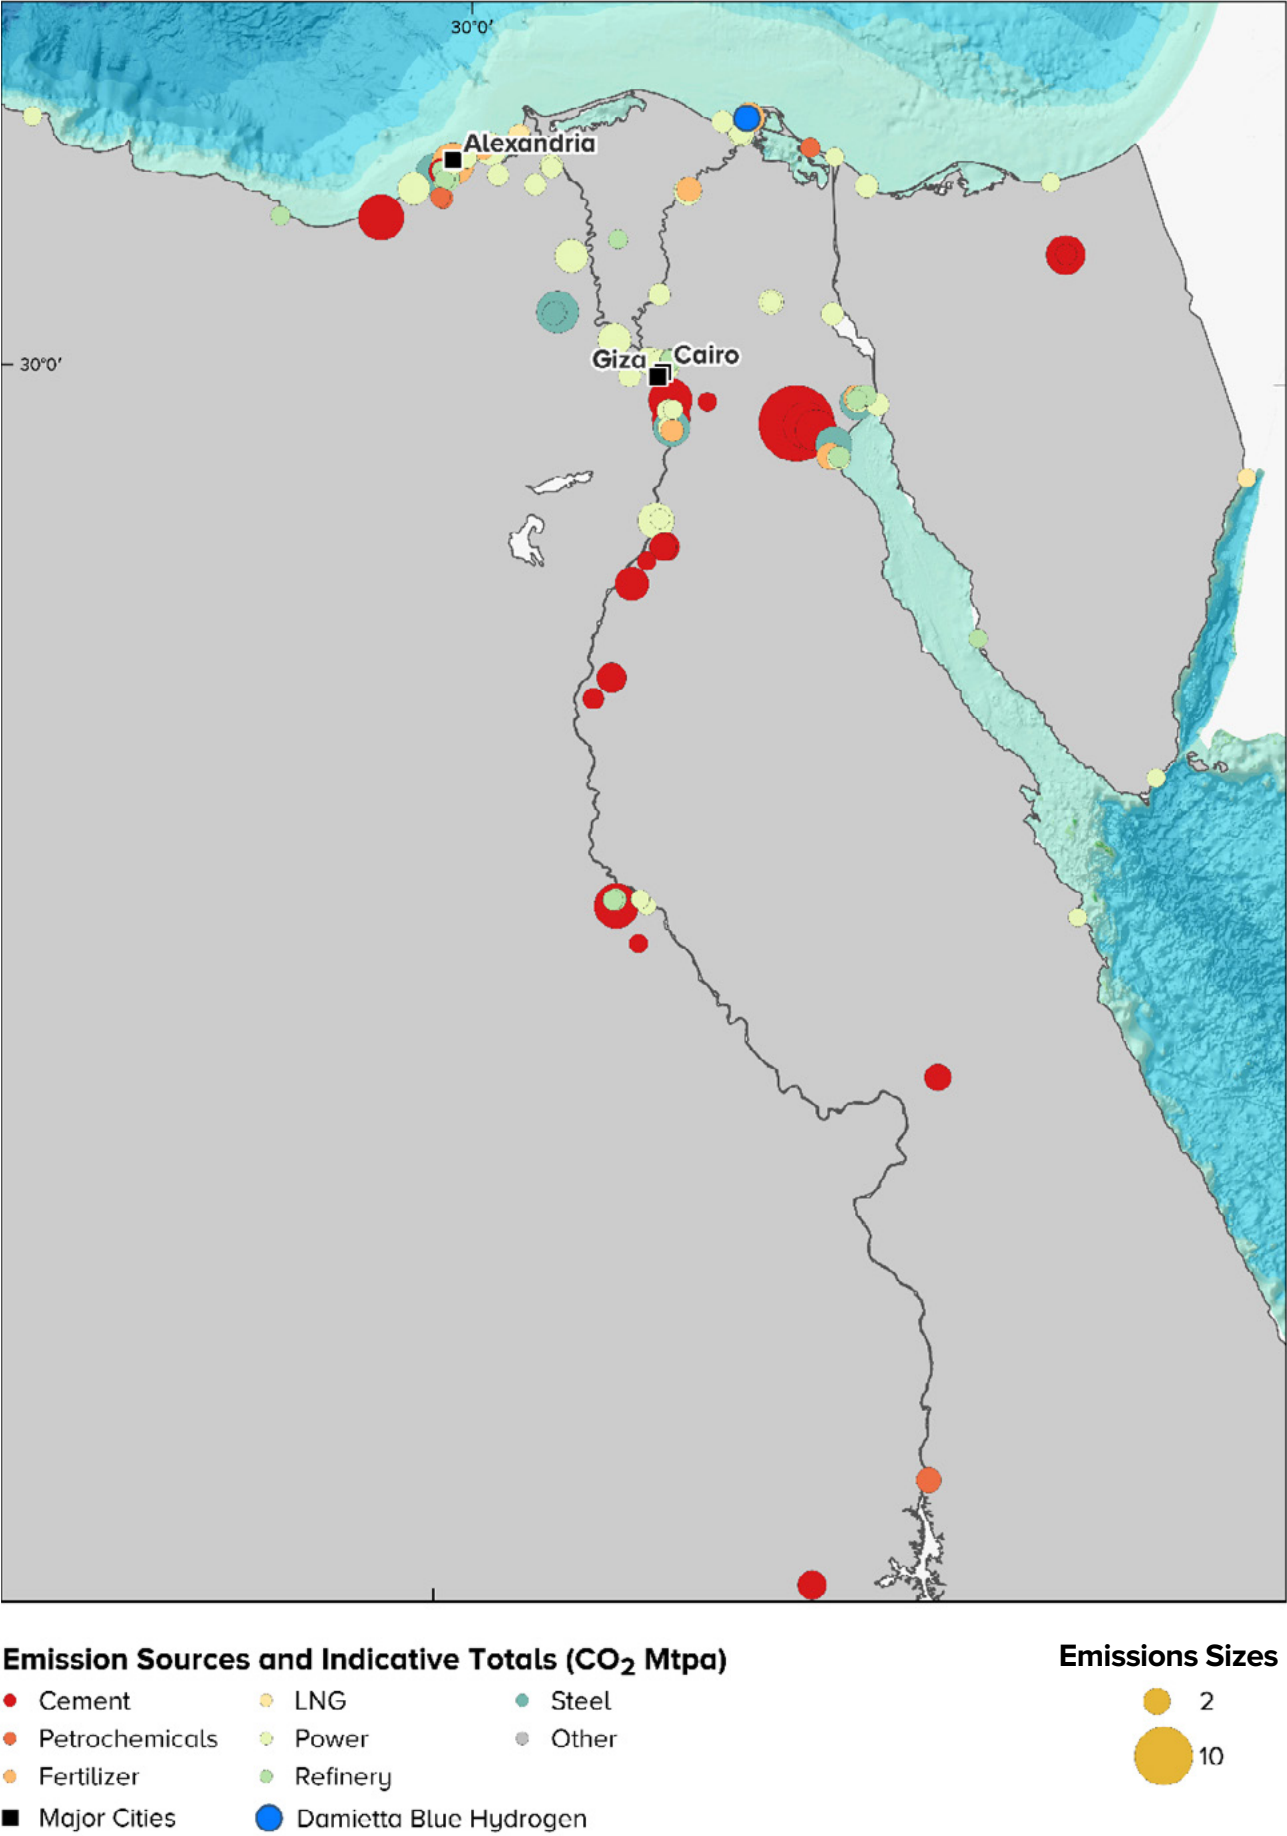 30°0′
Alexandria
30°0′
Giza
Cairo
Emission Sources and Indicative Totals (CO₂ Mtpa)
Emissions Sizes
Cement
LNG
Steel
2
Petrochemicals
Power
Other
10
Fertilizer
Refinery
Major Cities
Damietta Blue Hydrogen